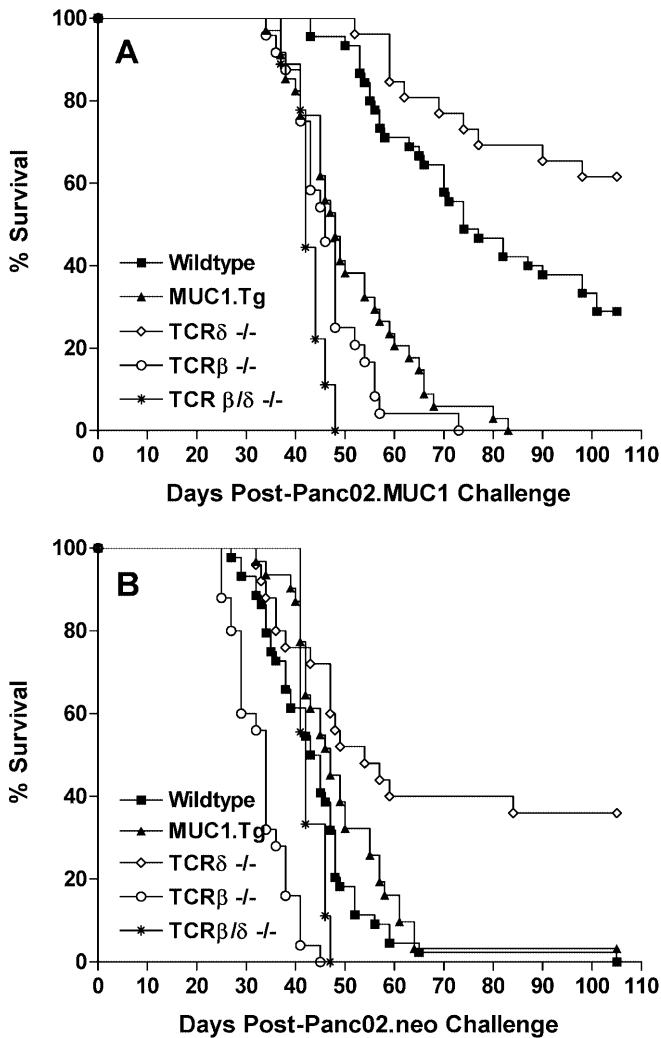 A
100
80
60
40
20
0
% Survival
Wildtype
MUC1.Tg
TCRδ -/-
TCRβ -/-
TCR β/δ -/-
0 10 20 30 40 50 60 70 80 90 100 110
Days Post-Panc02.MUC1 Challenge
B
100
80
60
40
20
0
% Survival
Wildtype
MUC1.Tg
TCRδ -/-
TCRβ -/-
TCRβ/δ -/-
0 10 20 30 40 50 60 70 80 90 100 110
Days Post-Panc02.neo Challenge